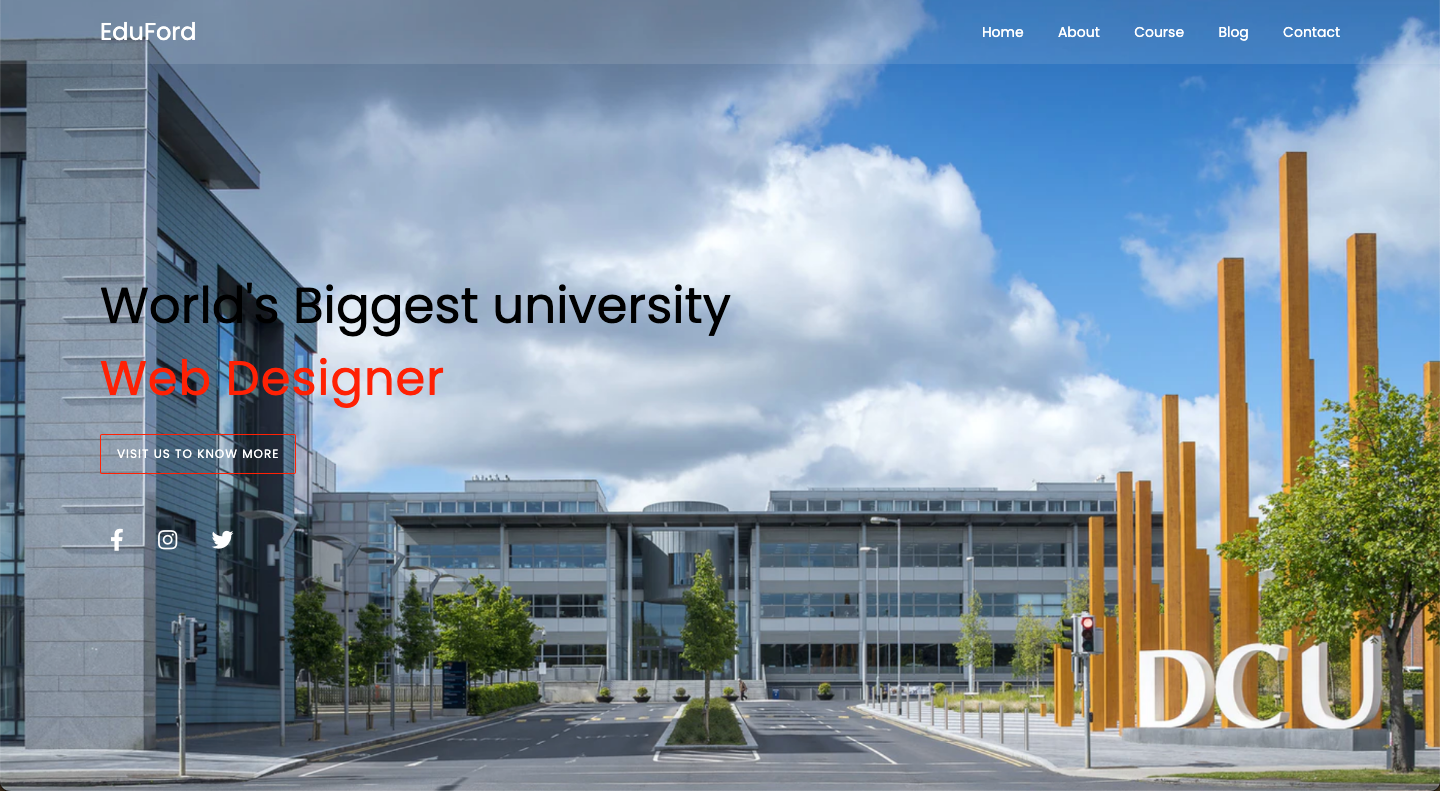 EduFord
Home About Course Blog Contact
World's Biggest university
Web Designer
VISIT US TO KNOW MORE
DCU